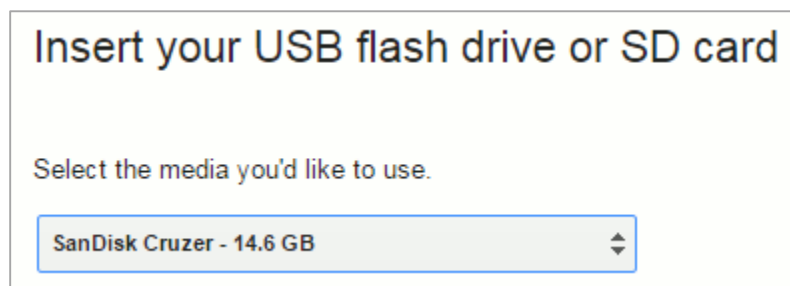 Insert your USB flash drive or SD card
Select the media you'd like to use.
SanDisk Cruzer - 14.6 GB